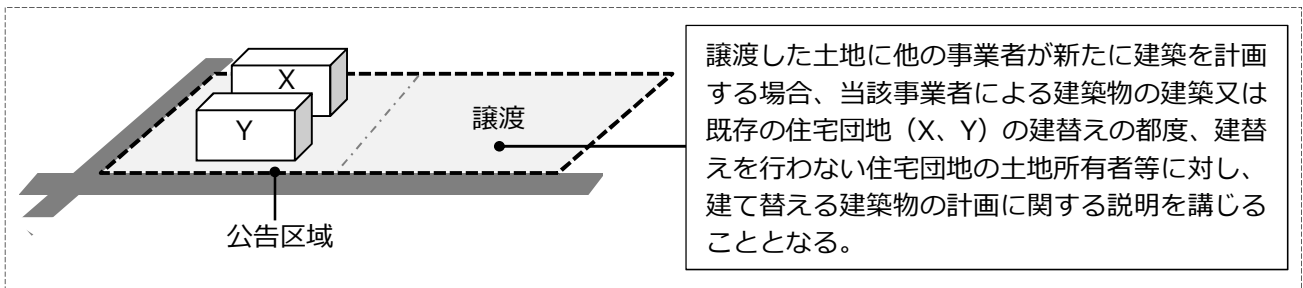 X
Y
譲渡
公告区域
譲渡した土地に他の事業者が新たに建築を計画
する場合、当該事業者による建築物の建築又は
既存の住宅団地（X、Y）の建替えの都度、建替
えを行わない住宅団地の土地所有者等に対し、
建て替える建築物の計画に関する説明を講じる
こととなる。